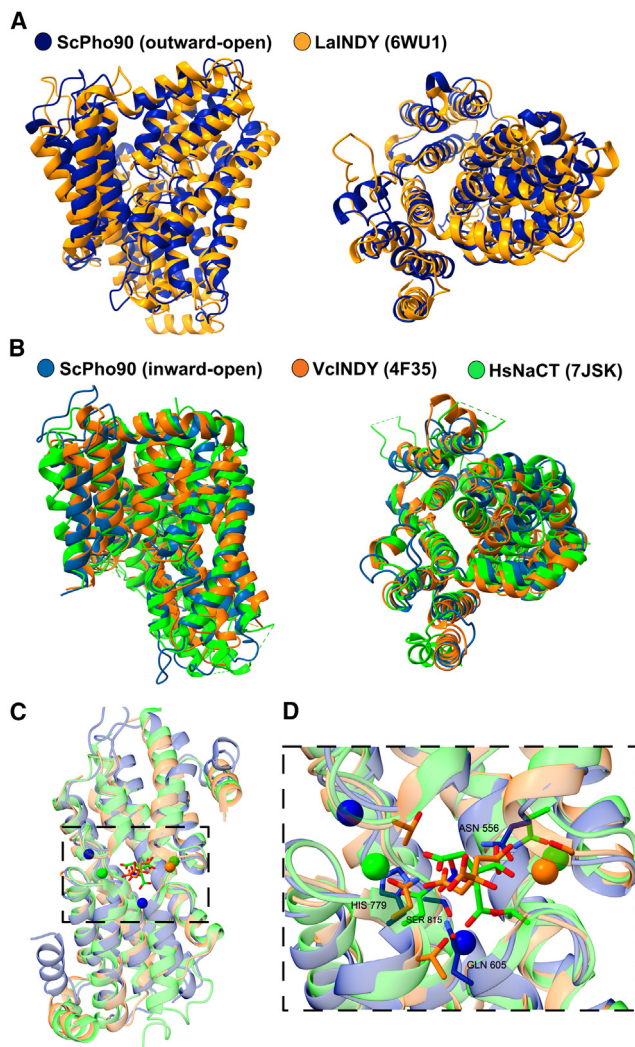 A
ScPho90 (outward-open) LaINDY (6WU1)
B
ScPho90 (inward-open) VcINDY (4F35) HsNaCT (7JSK)
C
D
ASN 556
HIS 779
SER 815
GLN 605